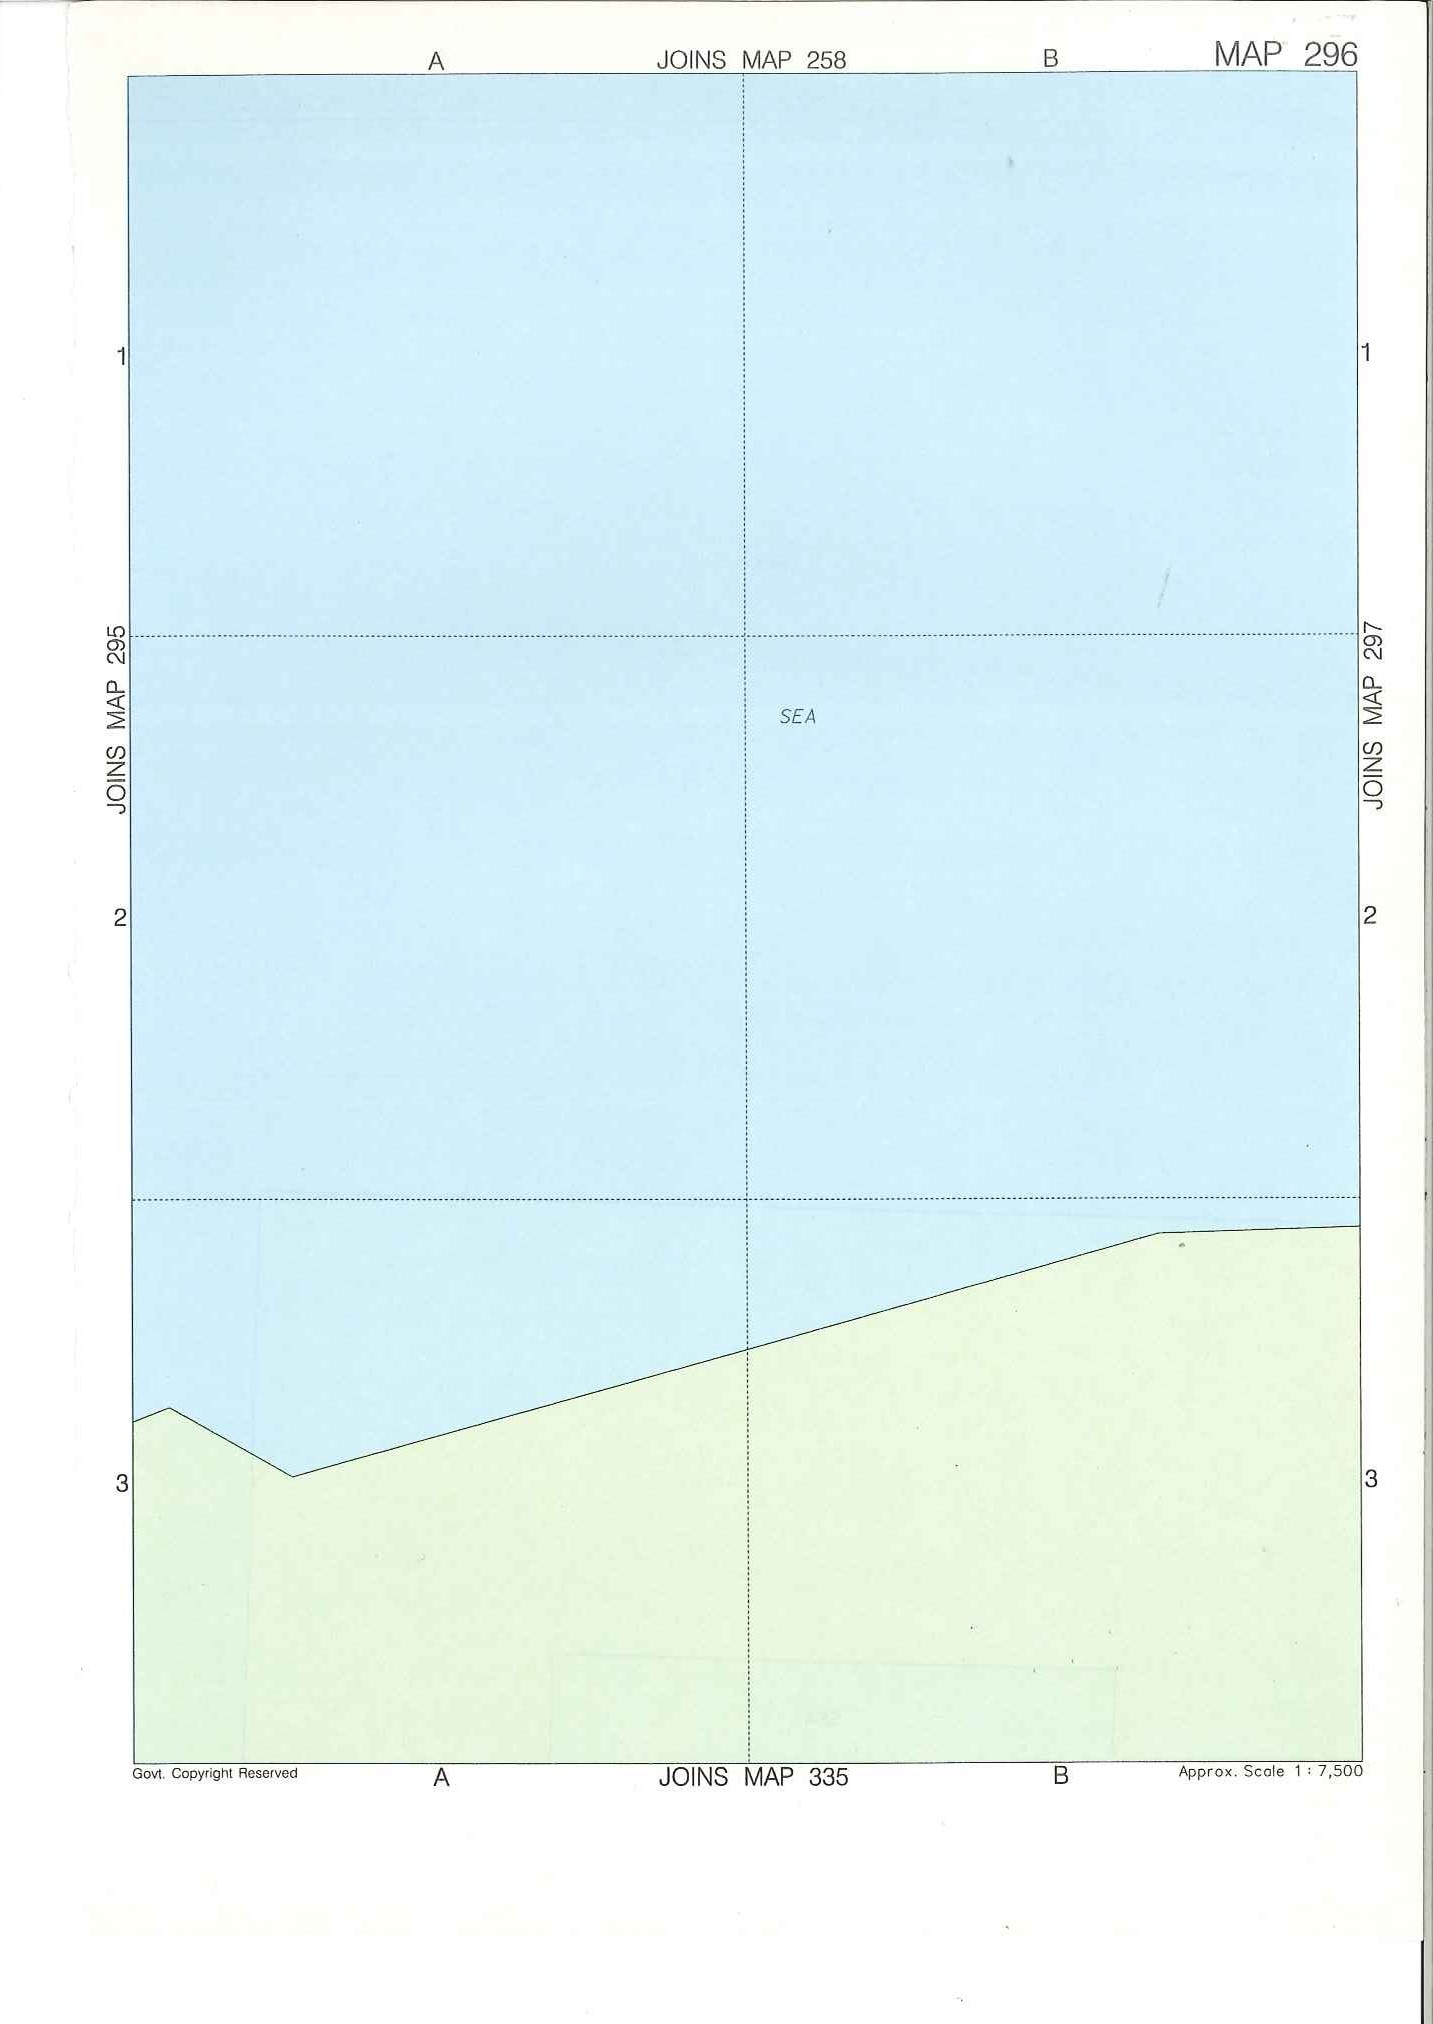 A JOINS MAP 258 B MAP 296
1 1
JOINS MAP 295
JOINS MAP 297
SEA
2 2
3 3
Govt. Copyright Reserved A JOINS MAP 335 B Approx. Scale 1 : 7,500